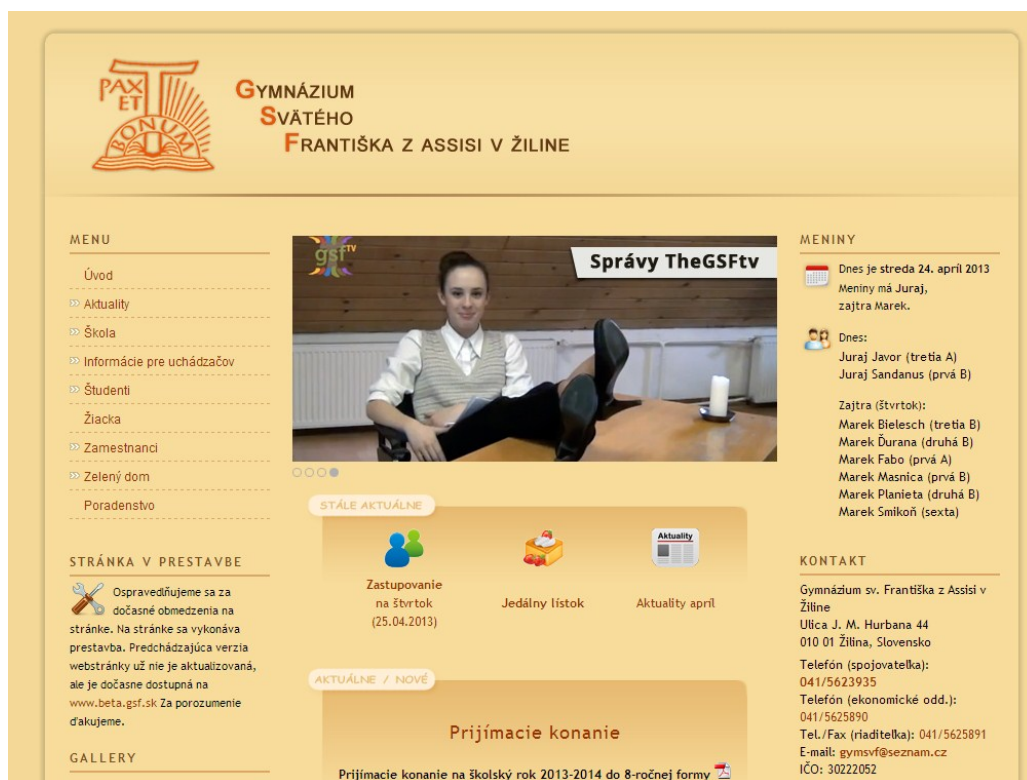 PAX
ET
BONUM
GYMNÁZIUM
SVÄTÉHO
FRANTIŠKA Z ASSISI V ŽILINE
MENU
Úvod
Aktuality
Škola
Informácie pre uchádzačov
Študenti
Žiacka
Zamestnanci
Zelený dom
Poradenstvo
STRÁNKA V PRESTAVBE
Ospravedlňujeme sa za
dočasné obmedzenia na
stránke. Na stránke sa vykonáva
prestavba. Predchádzajúca verzia
webstránky už nie je aktualizovaná,
ale je dočasne dostupná na
www.beta.gsf.sk Za porozumenie
ďakujeme.
GALLERY
gsf TV
Správy TheGSFtv
STÁLE AKTUÁLNE
Zastupovanie
na štvrtok
(25.04.2013)
Jedálny lístok
Aktuality
Aktuality apríl
AKTUÁLNE / NOVÉ
Prijímacie konanie
Prijímacie konanie na školský rok 2013-2014 do 8-ročnej formy
MENINY
Dnes je streda 24. apríl 2013
Meniny má Juraj,
zajtra Marek.
Dnes:
Juraj Javor (tretia A)
Juraj Sandanus (prvá B)
Zajtra (štvrtok):
Marek Bielesch (tretia B)
Marek Ďurana (druhá B)
Marek Fabo (prvá A)
Marek Masnica (prvá B)
Marek Planieta (druhá B)
Marek Smikoň (sexta)
KONTAKT
Gymnázium sv. Františka z Assisi v
Žiline
Ulica J. M. Hurbana 44
010 01 Žilina, Slovensko
Telefón (spojovateľka):
041/5623935
Telefón (ekonomické odd.):
041/5625890
Tel./Fax (riaditeľka): 041/5625891
E-mail: gymsvf@seznam.cz
IČO: 30222052